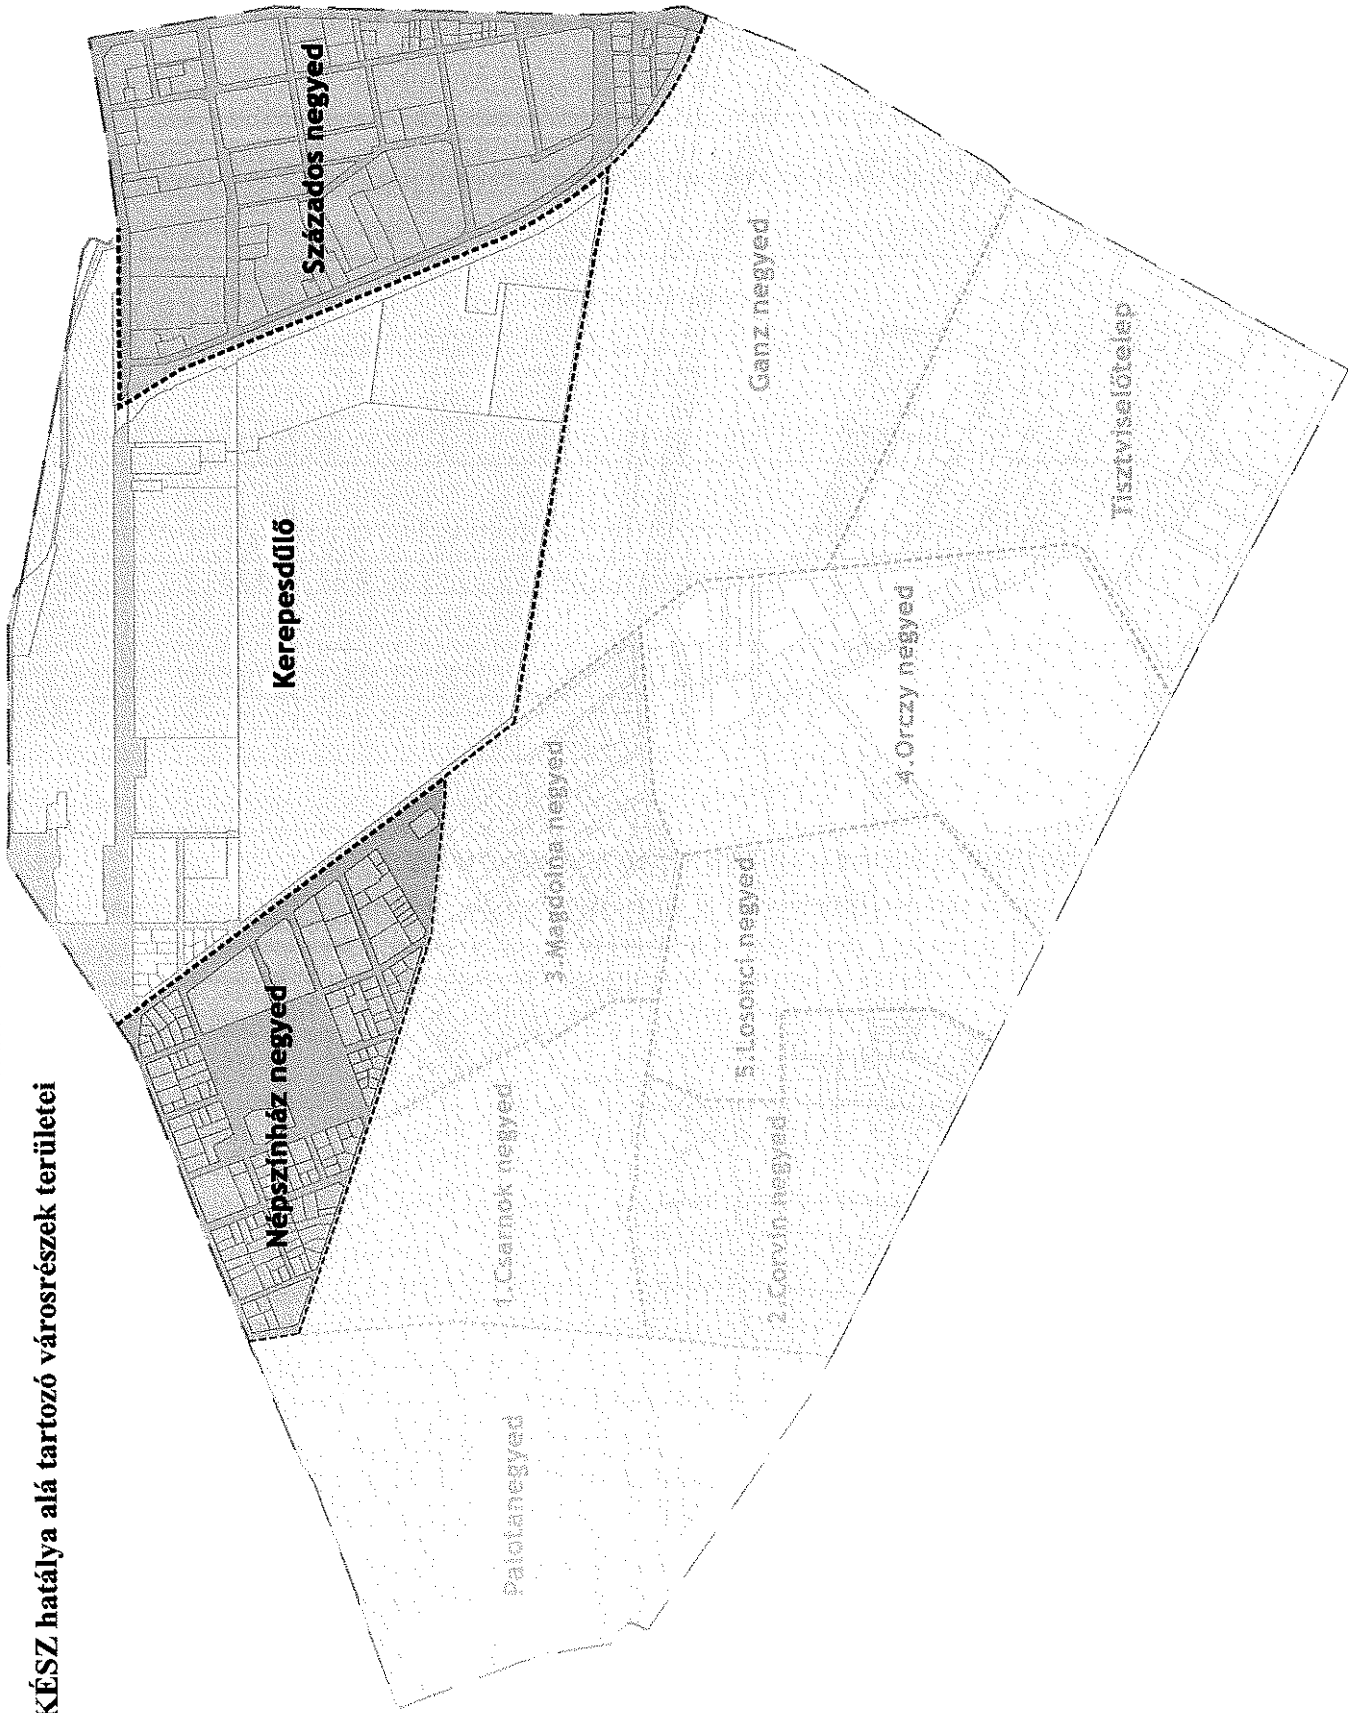 KÉSZ hatálya alá tartozó városrészek területei
Százados negyed
Kerepesdűlő
Népszínház negyed
Ganz negyed
Tisztviselőtelep
4.Orczy negyed
3.Magdolna negyed
5.Losonci negyed
1.Csarnok negyed
2.Corvin negyed
Palotanegyed